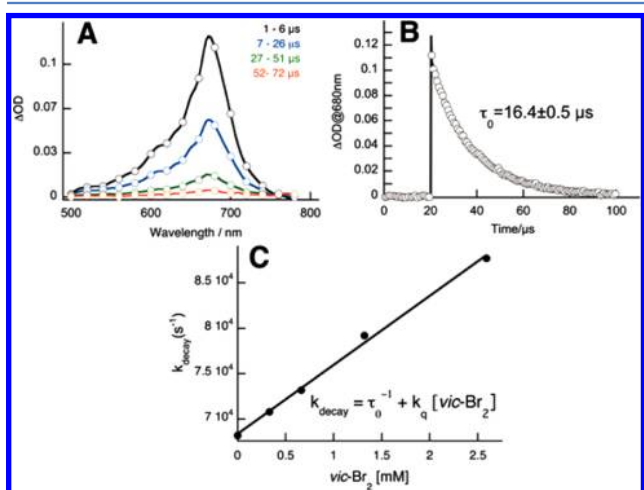 A
1 - 6 µs
7 - 26 µs
27 - 51 µs
52- 72 µs
ΔOD
0.1
0.07
0.03
0
500 600 700 800
Wavelength / nm
B
ΔOD@680nm
0.12
0.1
0.08
0.06
0.04
0.02
0
τ₀ =16.4±0.5 µs
0 20 40 60 80 100
Time/µs
C
k_decay(s⁻¹)
8.5 10⁴
8 10⁴
7.5 10⁴
7 10⁴
k_decay = τ₀⁻¹ + k_q [vic-Br₂]
0 0.5 1 1.5 2 2.5
vic-Br₂ [mM]